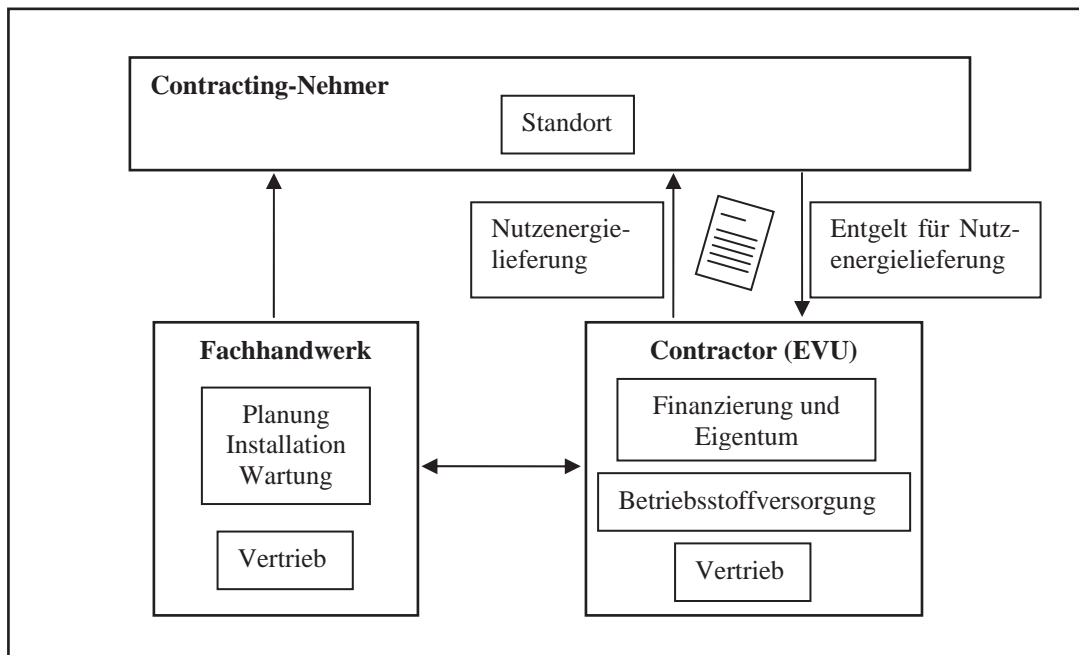 Contracting-Nehmer
Standort
Nutzenergie-
lieferung
Entgelt für Nutz-
energielieferung
Fachhandwerk
Planung
Installation
Wartung
Vertrieb
Contractor (EVU)
Finanzierung und
Eigentum
Betriebsstoffversorgung
Vertrieb